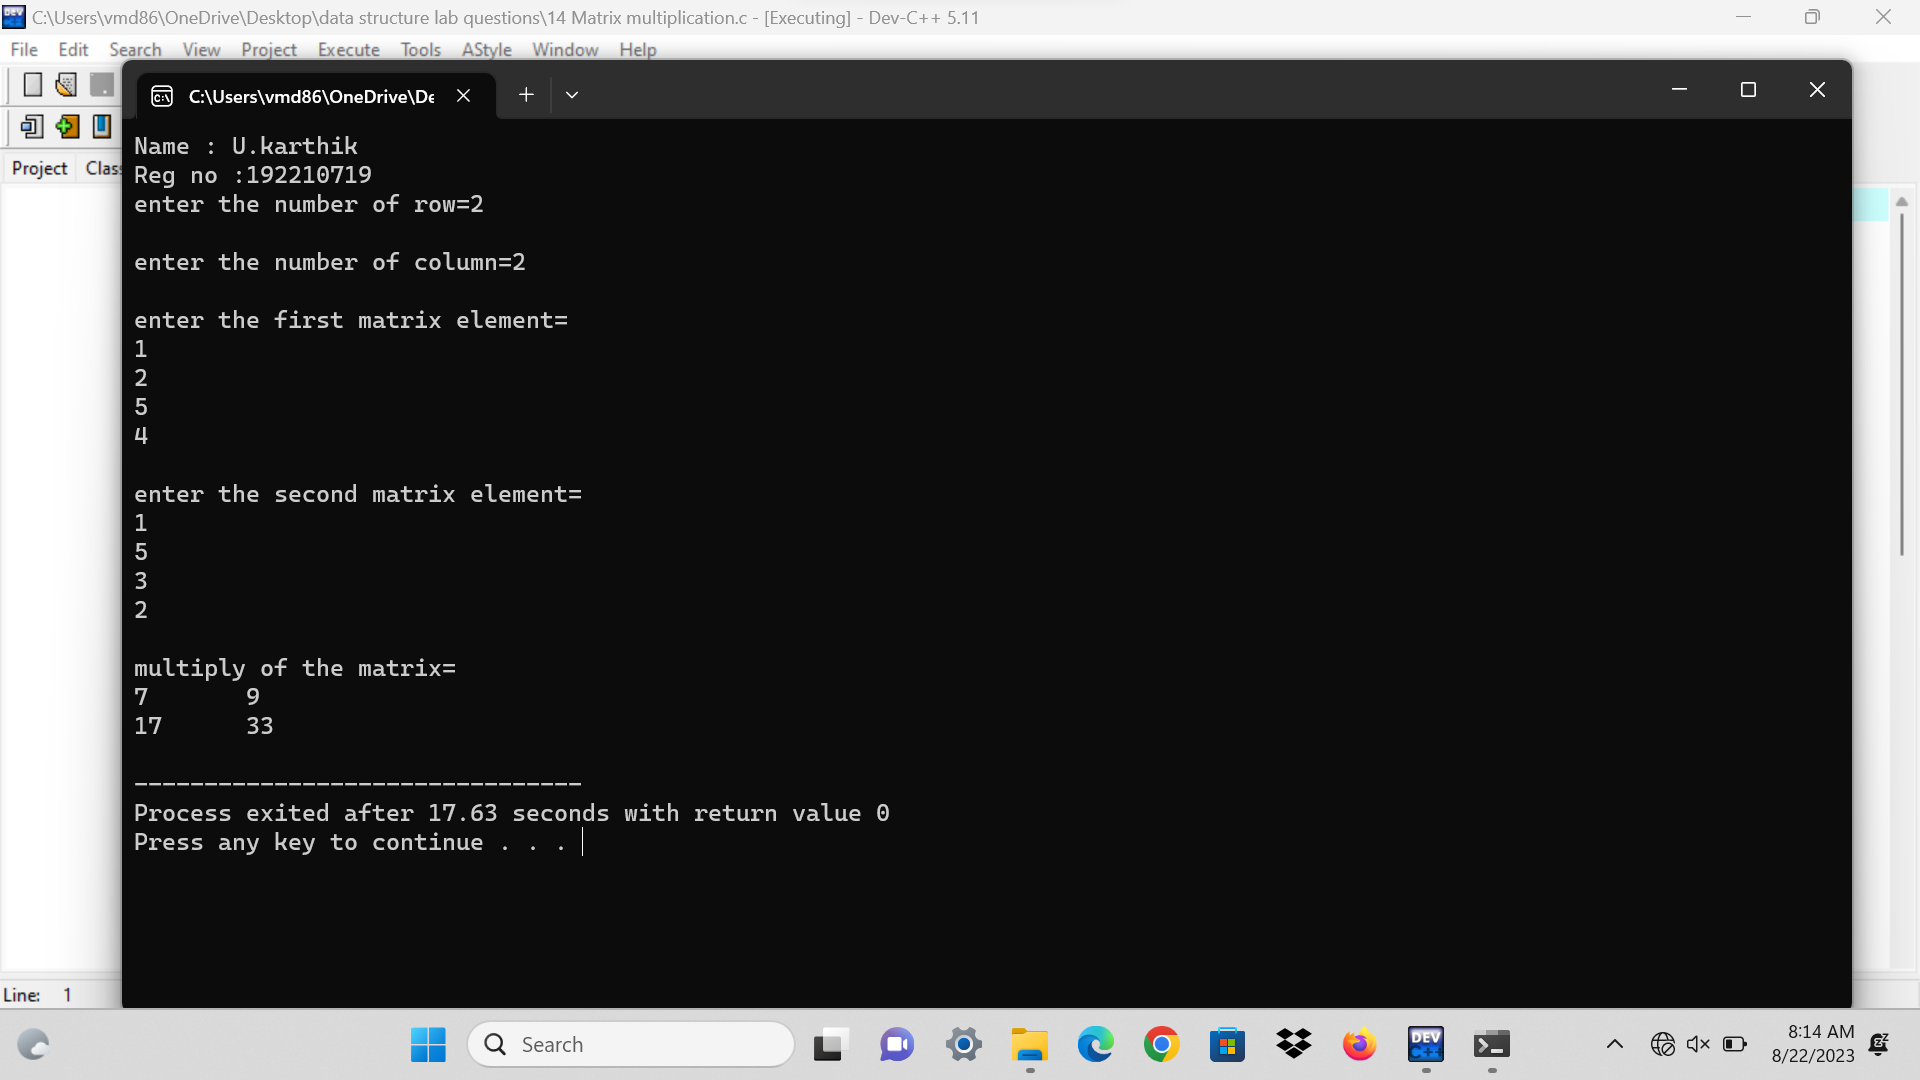 C:\Users\vmd86\OneDrive\Desktop\data structure lab questions\14 Matrix multiplication.c - [Executing] - Dev-C++ 5.11
File Edit Search View Project Execute Tools AStyle Window Help
C:\Users\vmd86\OneDrive\De
Project Clas
Name : U.karthik
Reg no :192210719
enter the number of row=2
enter the number of column=2
enter the first matrix element=
1
2
5
4
enter the second matrix element=
1
5
3
2
multiply of the matrix=
7 9
17 33
--------------------------------
Process exited after 17.63 seconds with return value 0
Press any key to continue . . .
Line: 1
Search
DEV C++
8:14 AM
8/22/2023